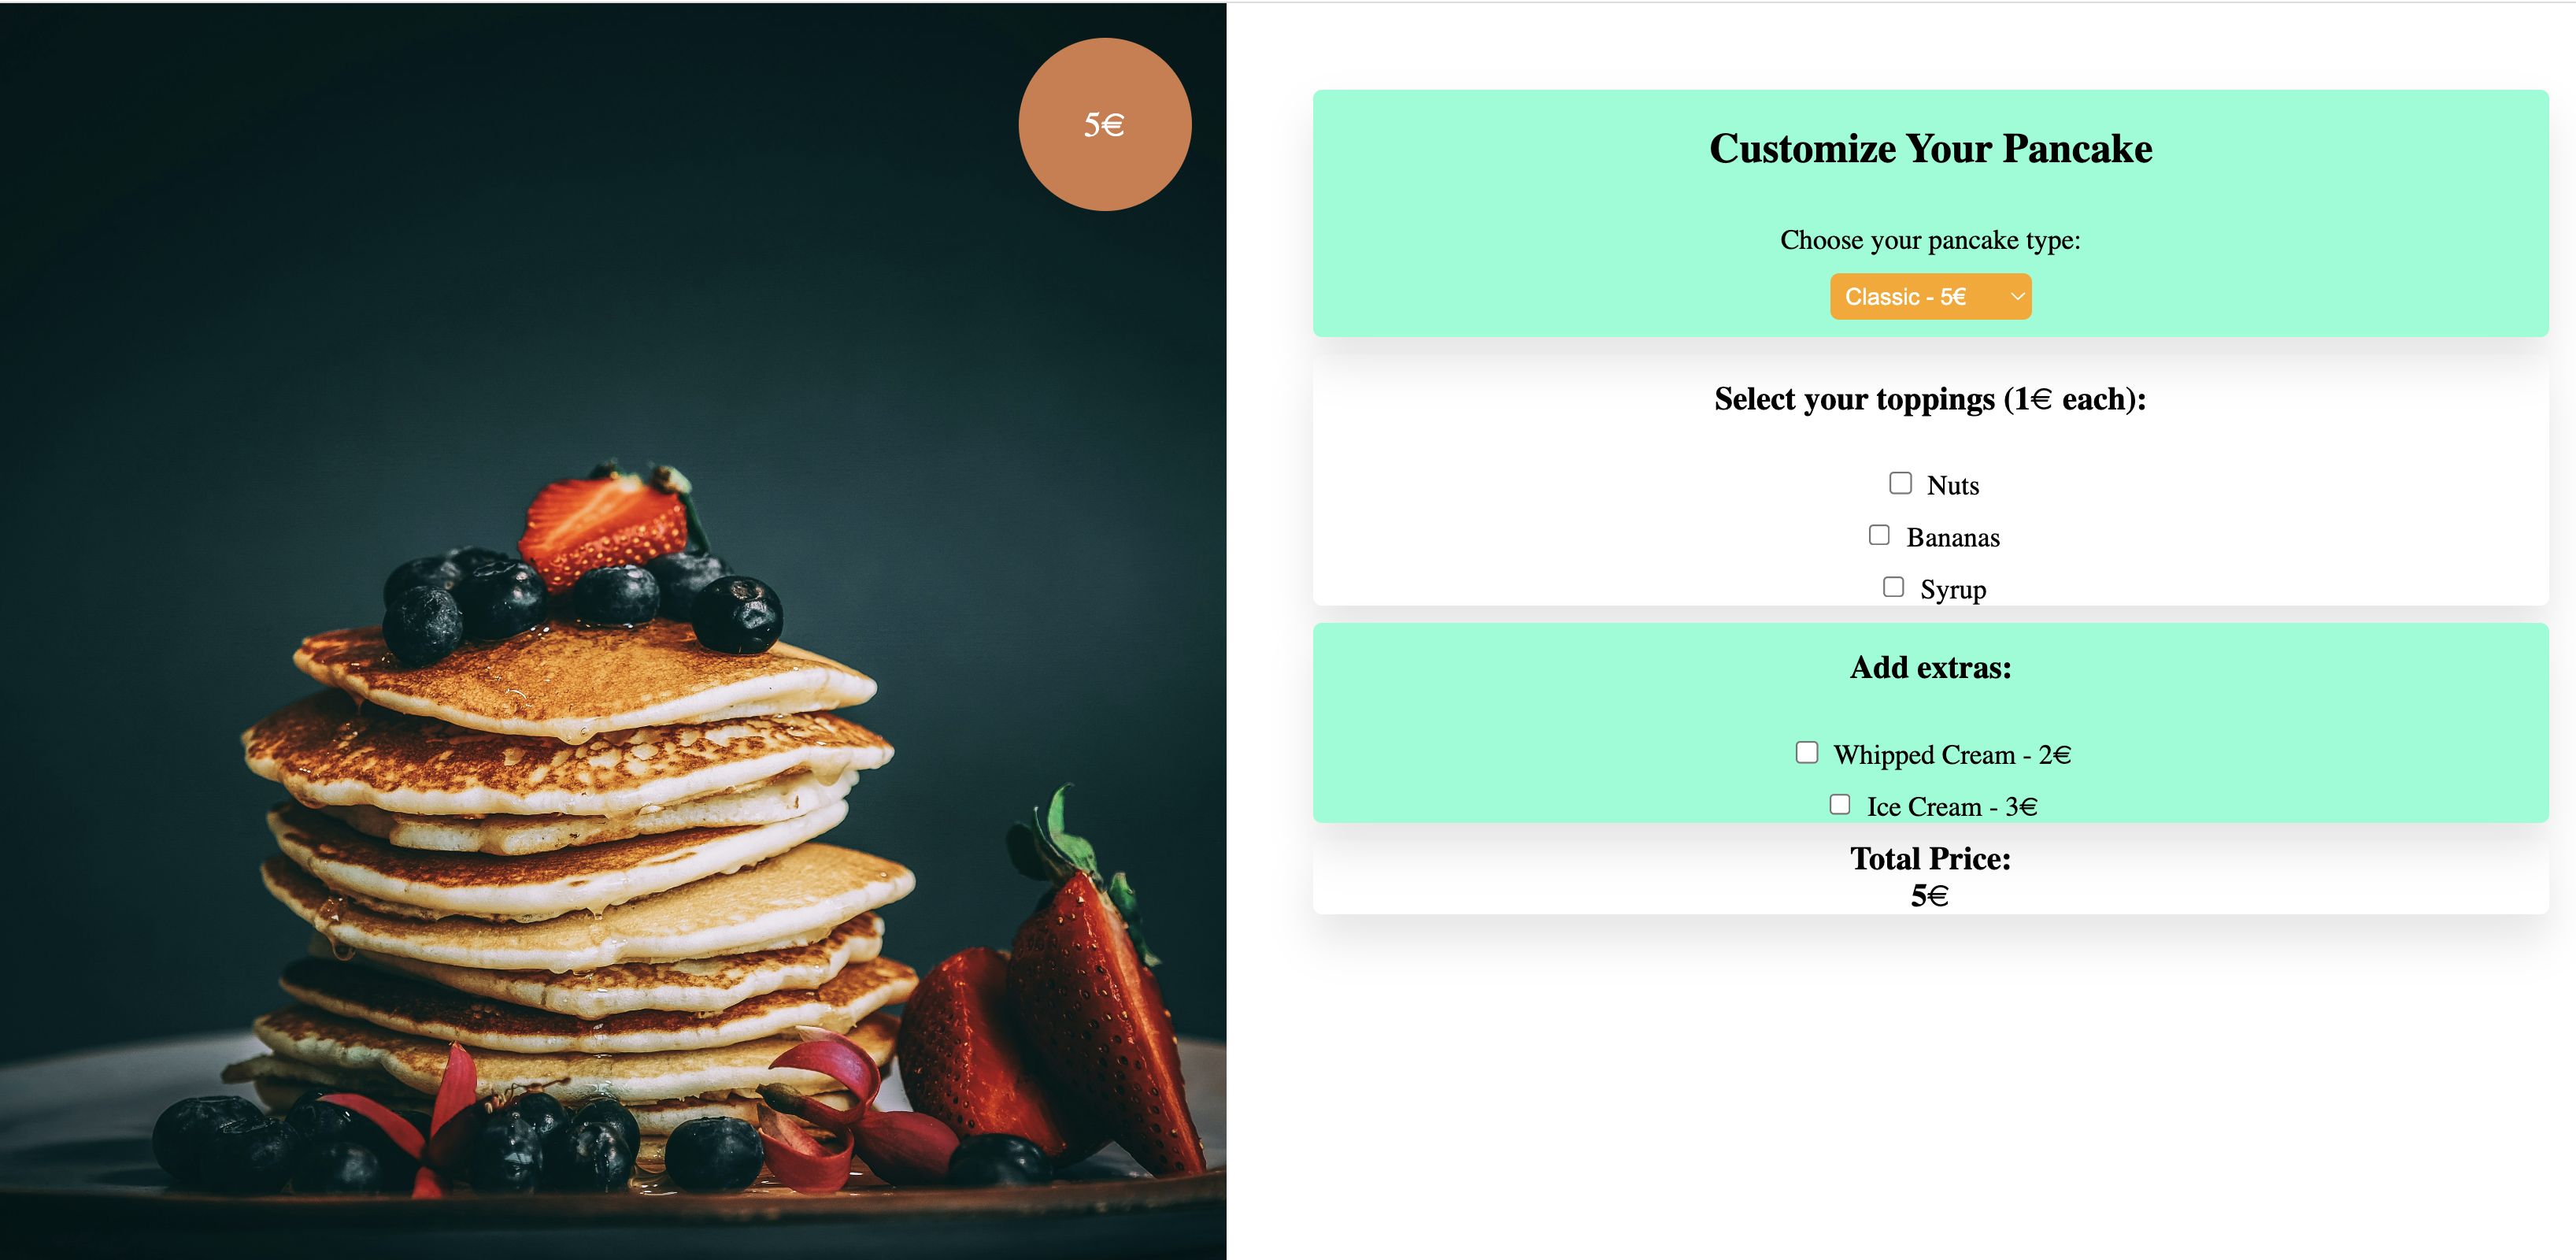 5€
Customize Your Pancake
Choose your pancake type:
Classic - 5€
Select your toppings (1€ each):
Nuts
Bananas
Syrup
Add extras:
Whipped Cream - 2€
Ice Cream - 3€
Total Price:
5€